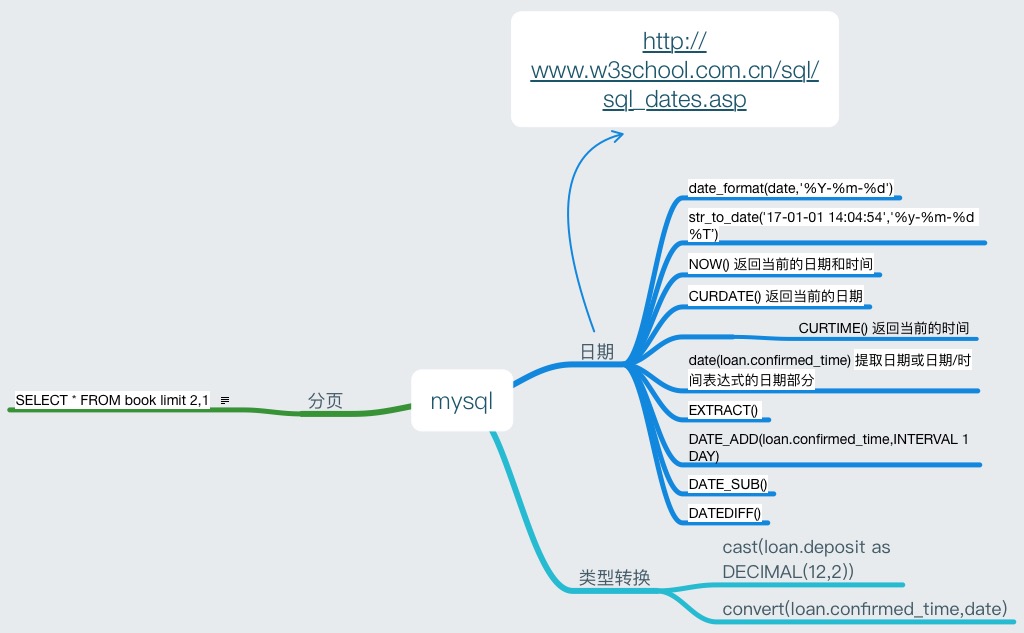 http://
www.w3school.com.cn/sql/
sql_dates.asp
date_format(date,'%Y-%m-%d')
str_to_date('17-01-01 14:04:54','%y-%m-%d
%T')
NOW() 返回当前的日期和时间
CURDATE() 返回当前的日期
CURTIME() 返回当前的时间
日期
date(loan.confirmed_time) 提取日期或日期/时
间表达式的日期部分
EXTRACT()
DATE_ADD(loan.confirmed_time,INTERVAL 1
DAY)
DATE_SUB()
DATEDIFF()
mysql
分页
SELECT * FROM book limit 2,1
类型转换
cast(loan.deposit as
DECIMAL(12,2))
convert(loan.confirmed_time,date)